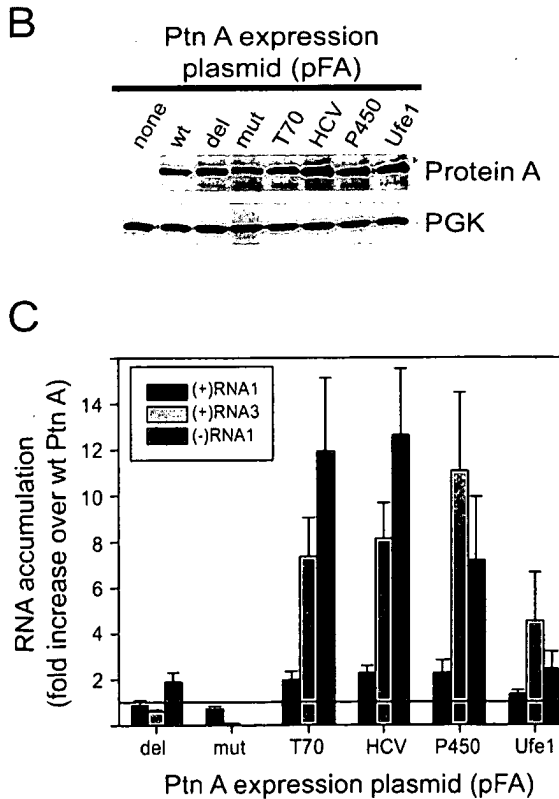 B
Ptn A expression
plasmid (pFA)
none wt del mut T70 HCV P450 Ufe1
Protein A
PGK
C
(+)RNA1
(+)RNA3
(-)RNA1
RNA accumulation
(fold increase over wt Ptn A)
14
12
10
8
6
4
2
del mut T70 HCV P450 Ufe1
Ptn A expression plasmid (pFA)